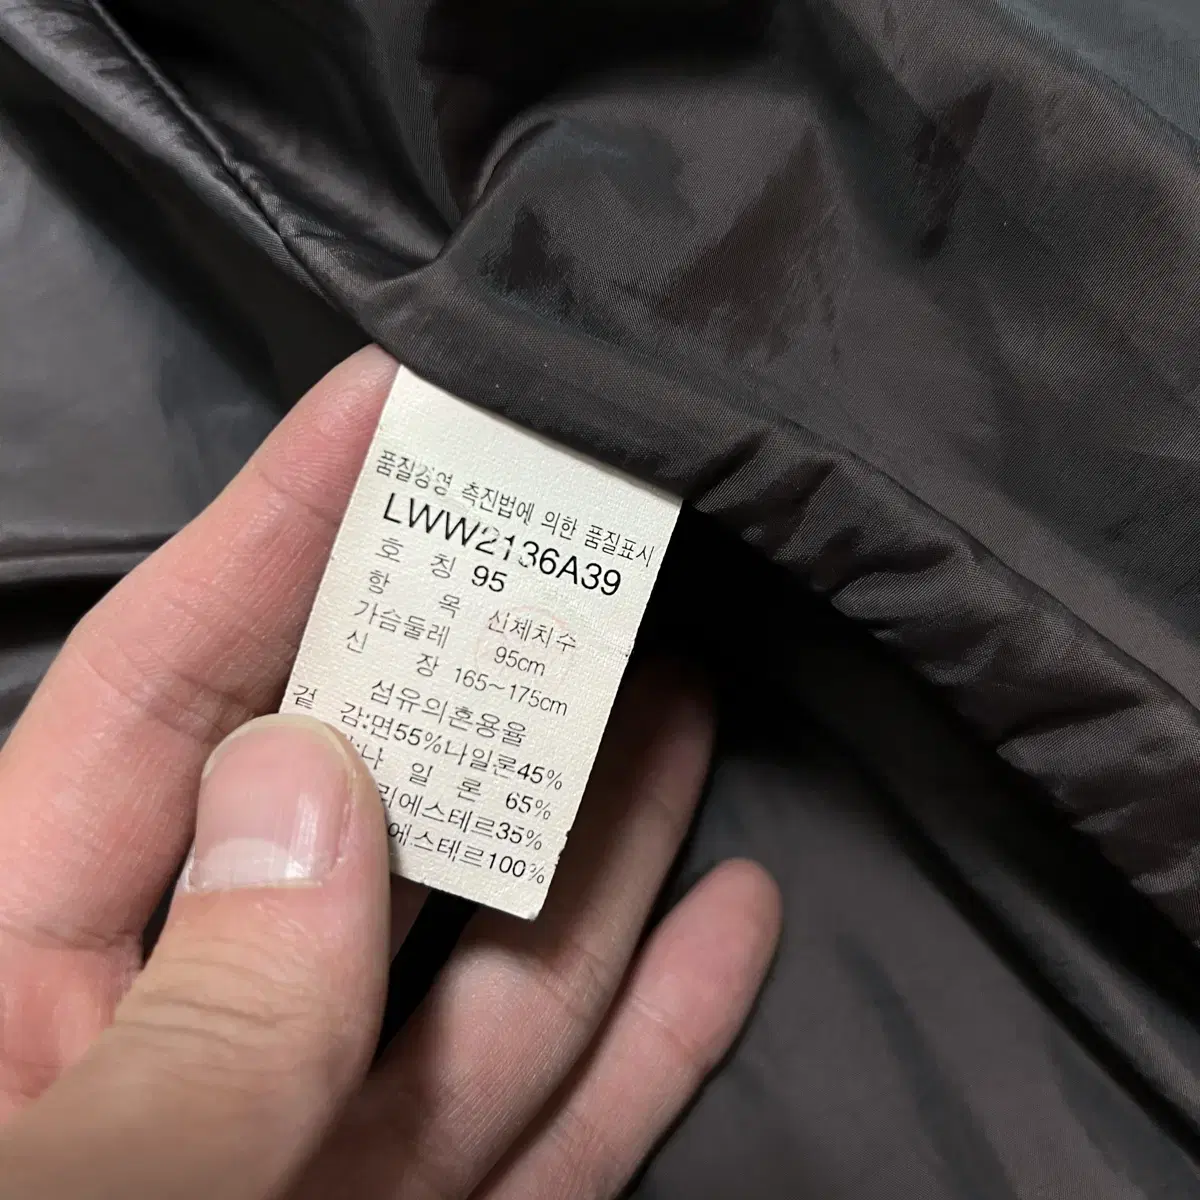 품질경영 촉진법에 의한 품질표시
LWW2136A39
호 칭 95
항 목 신체치수
가슴둘레 95cm
신 장 165~175cm
섬유의혼용율
겉 감:면55%나일론45%
나 일 론 65%
리에스테르35%
에스테르100%